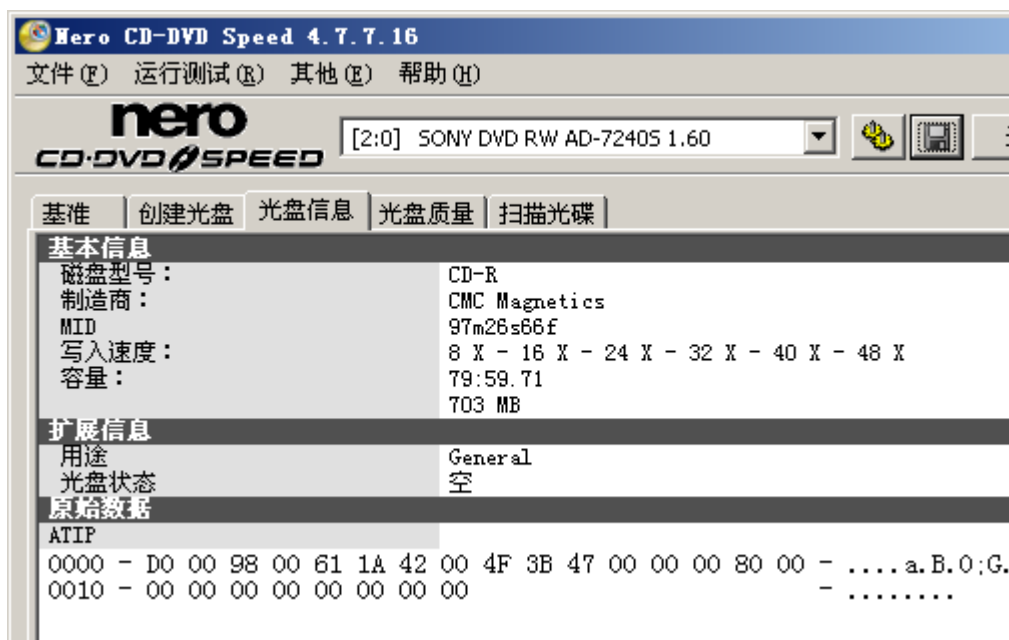 Nero CD-DVD Speed 4.7.7.16
文件(F) 运行测试(R) 其他(E) 帮助(H)
nero
CD·DVD SPEED
[2:0] SONY DVD RW AD-7240S 1.60
基准 创建光盘 光盘信息 光盘质量 扫描光碟
基本信息
磁盘型号： CD-R
制造商： CMC Magnetics
MID 97m26s66f
写入速度： 8 X - 16 X - 24 X - 32 X - 40 X - 48 X
容量： 79:59.71
703 MB
扩展信息
用途 General
光盘状态 空
原始数据
ATIP
0000 - D0 00 98 00 61 1A 42 00 4F 3B 47 00 00 00 80 00 - ....a.B.O;G.
0010 - 00 00 00 00 00 00 00 00 - ........